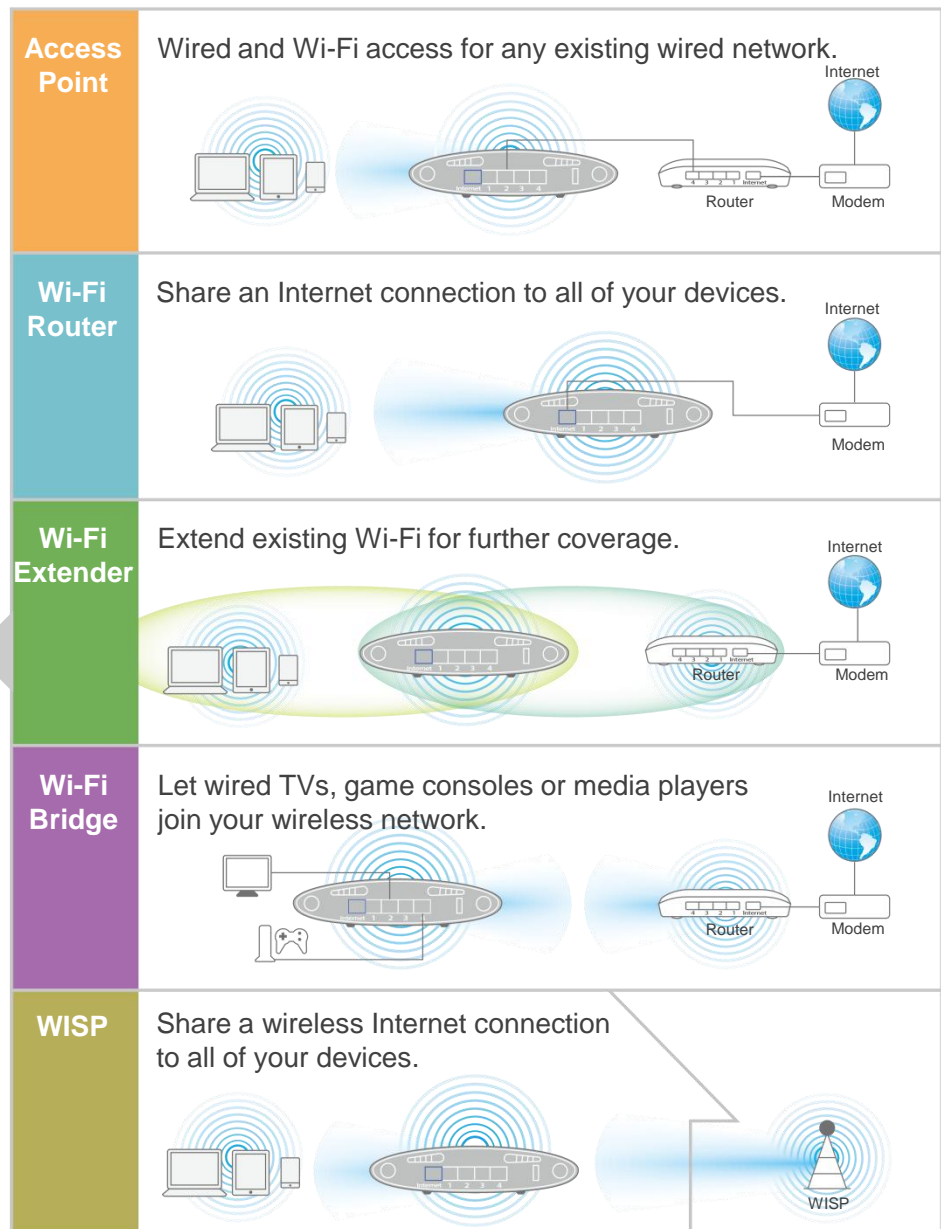 Access
Point
Wired and Wi-Fi access for any existing wired network.
Internet
Internet 1 2 3 4
4 3 2 1 Internet
Router
Modem
Wi-Fi
Router
Share an Internet connection to all of your devices.
Internet
Internet 1 2 3 4
Modem
Wi-Fi
Extender
Extend existing Wi-Fi for further coverage.
Internet
Internet 1 2 3 4
4 3 2 1 Internet
Router
Modem
Wi-Fi
Bridge
Let wired TVs, game consoles or media players
join your wireless network.
Internet
Internet 1 2 3
4 3 2 1 Internet
Router
Modem
WISP
Share a wireless Internet connection
to all of your devices.
Internet 1 2 3 4
WISP